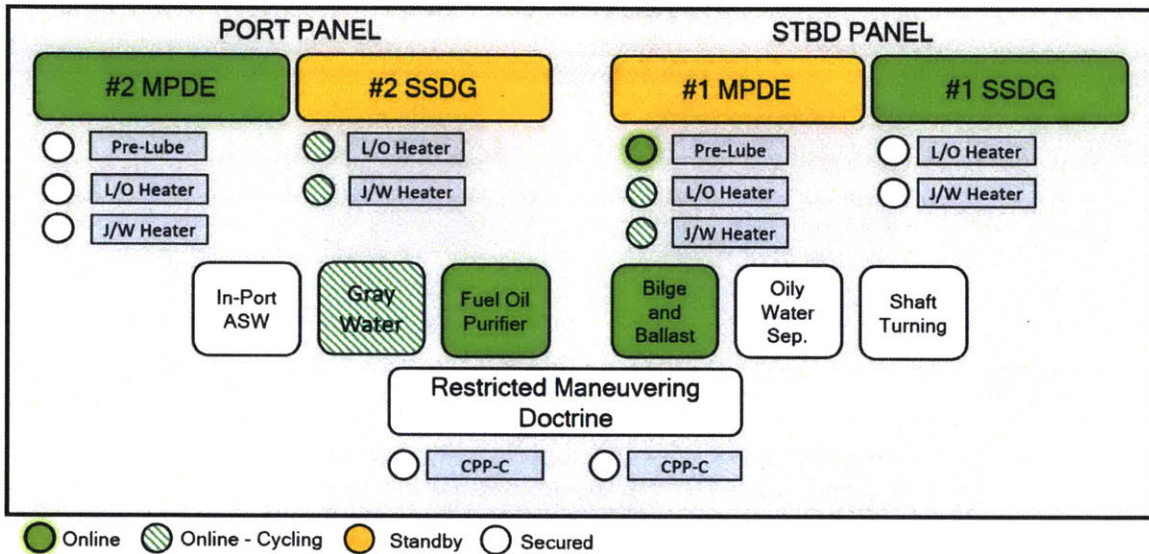 PORT PANEL
STBD PANEL
#2 MPDE
#2 SSDG
#1 MPDE
#1 SSDG
Pre-Lube
L/O Heater
Pre-Lube
L/O Heater
L/O Heater
J/W Heater
L/O Heater
J/W Heater
J/W Heater
J/W Heater
In-Port
ASW
Gray
Water
Fuel Oil
Purifier
Bilge
and
Ballast
Oily
Water
Sep.
Shaft
Turning
Restricted Maneuvering
Doctrine
CPP-C
CPP-C
Online
Online - Cycling
Standby
Secured